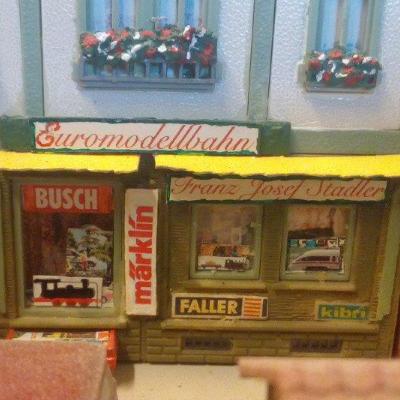 Euromodellbahn
Franz Josef Stadler
BUSCH
märklin
FALLER
kibri